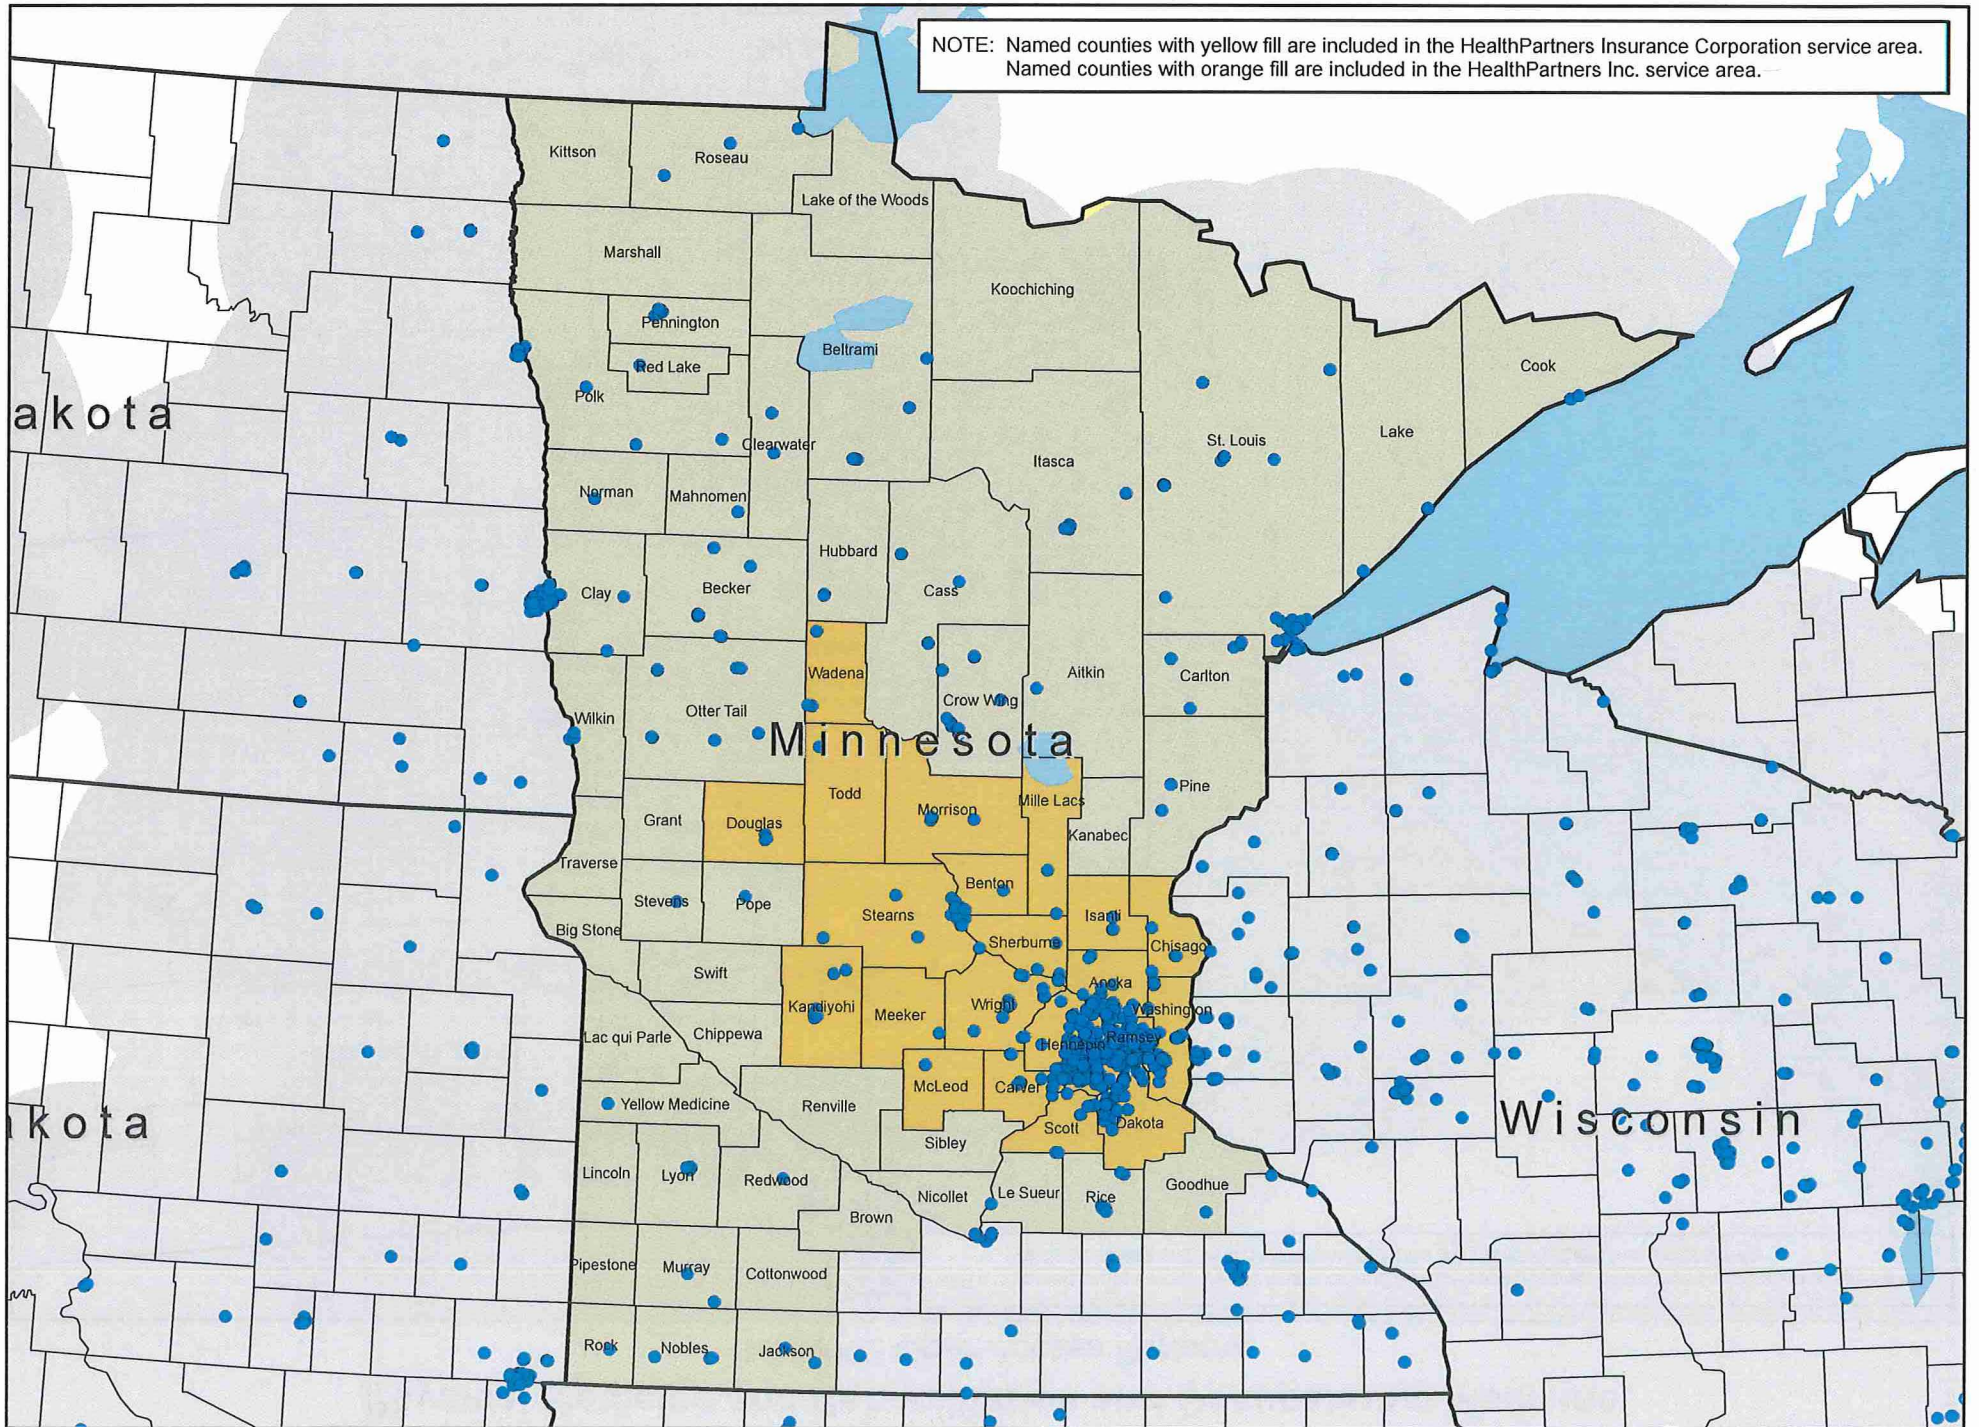 NOTE: Named counties with yellow fill are included in the HealthPartners Insurance Corporation service area.
Named counties with orange fill are included in the HealthPartners Inc. service area.
Kittson
Roseau
Lake of the Woods
Marshall
Koochiching
Pennington
Beltrami
Red Lake
Cook
Polk
akota
Lake
St. Louis
Clearwater
Itasca
Norman
Mahnomen
Hubbard
Becker
Cass
Clay
Wadena
Aitkin
Carlton
Crow Wing
Otter Tail
Wilkin
Minnesota
Pine
Todd
Mille Lacs
Morrison
Grant
Douglas
Kanabec
Traverse
Benton
Stevens
Pope
Stearns
Isanti
Big Stone
Sherburne
Chisago
Swift
Anoka
Kandiyohi
Wright
Washington
Meeker
Chippewa
Lac qui Parle
Hennepin
Ramsey
McLeod
Carver
Yellow Medicine
Renville
Wisconsin
kota
Scott
Dakota
Sibley
Lincoln
Lyon
Redwood
Goodhue
Le Sueur
Rice
Nicollet
Brown
Pipestone
Murray
Cottonwood
Rock
Nobles
Jackson